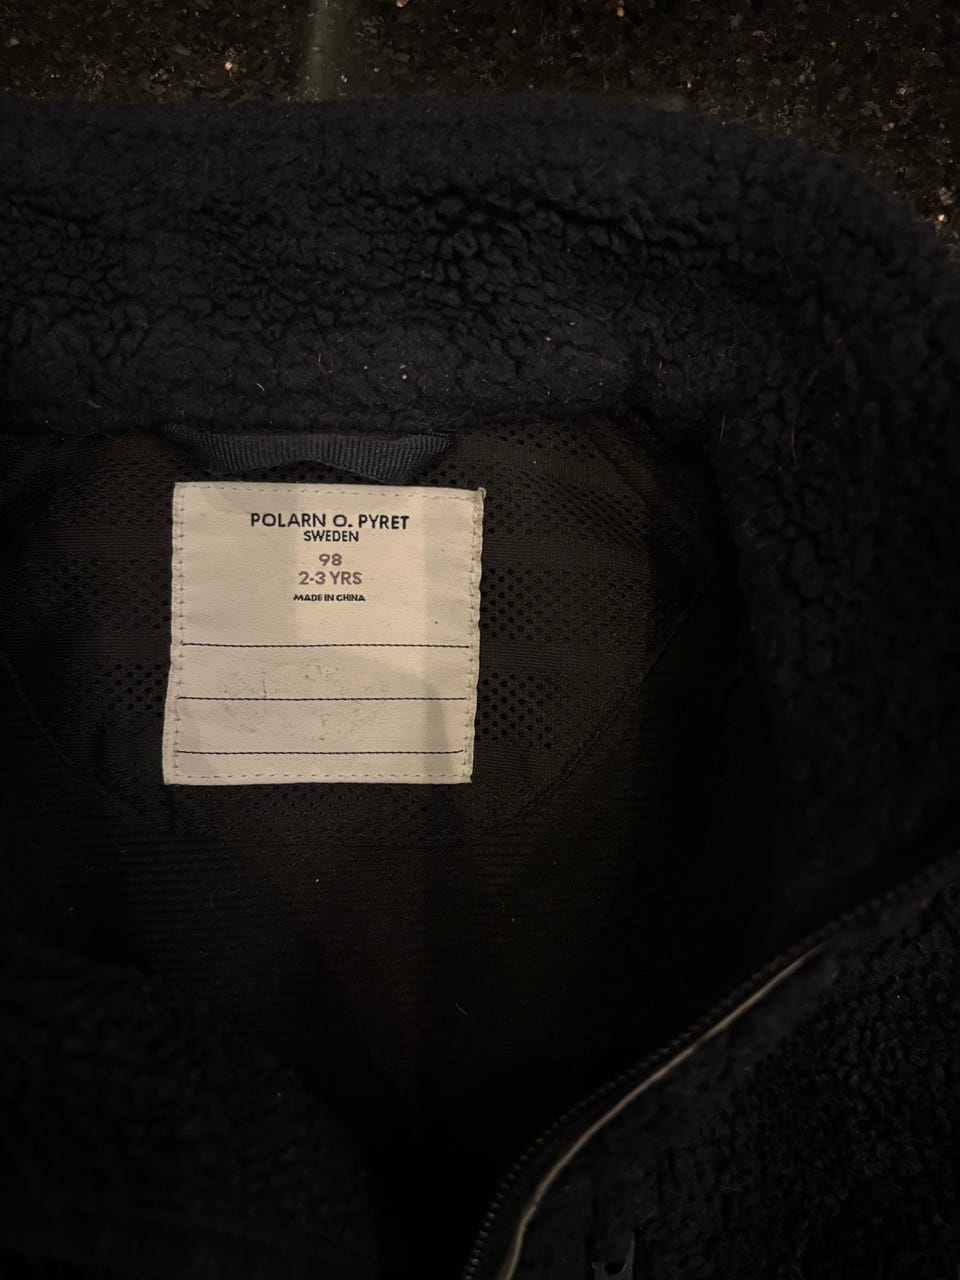 POLARN O. PYRET
SWEDEN
98
2-3 YRS
MADE IN CHINA